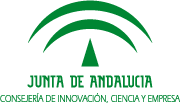 JUNTA DE ANDALUCIA
CONSEJERÍA DE INNOVACIÓN, CIENCIA Y EMPRESA